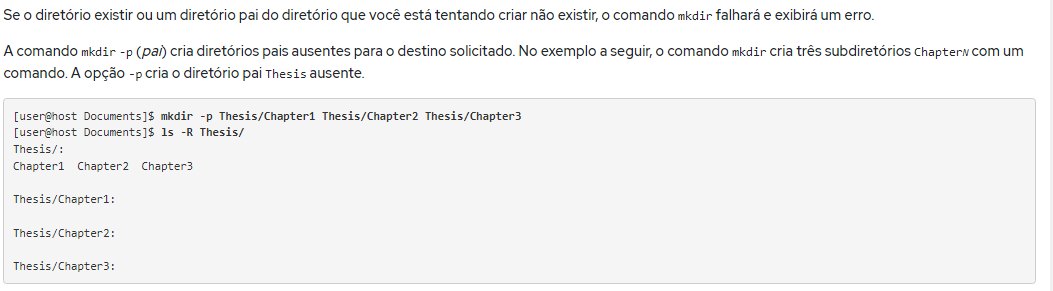 Se o diretório existir ou um diretório pai do diretório que você está tentando criar não existir, o comando mkdir falhará e exibirá um erro.
A comando mkdir -p (pai) cria diretórios pais ausentes para o destino solicitado. No exemplo a seguir, o comando mkdir cria três subdiretórios ChapterN com um
comando. A opção -p cria o diretório pai Thesis ausente.
[user@host Documents]$ mkdir -p Thesis/Chapter1 Thesis/Chapter2 Thesis/Chapter3
[user@host Documents]$ ls -R Thesis/
Thesis/:
Chapter1  Chapter2  Chapter3
Thesis/Chapter1:
Thesis/Chapter2:
Thesis/Chapter3: